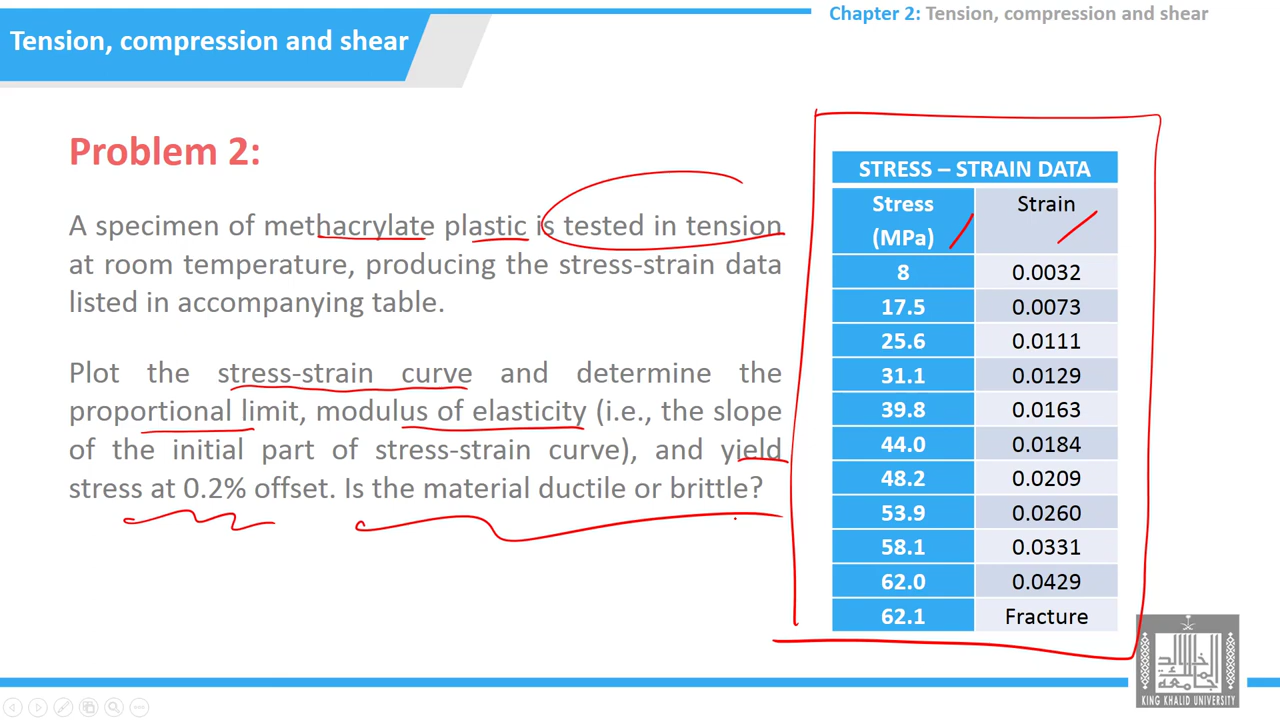 Chapter 2: Tension, compression and shear
Tension, compression and shear
Problem 2:
A specimen of methacrylate plastic is tested in tension
at room temperature, producing the stress-strain data
listed in accompanying table.
Plot the stress-strain curve and determine the
proportional limit, modulus of elasticity (i.e., the slope
of the initial part of stress-strain curve), and yield
stress at 0.2% offset. Is the material ductile or brittle?
STRESS – STRAIN DATA
Stress Strain
(MPa)
8 0.0032
17.5 0.0073
25.6 0.0111
31.1 0.0129
39.8 0.0163
44.0 0.0184
48.2 0.0209
53.9 0.0260
58.1 0.0331
62.0 0.0429
62.1 Fracture
جامعة الملك خالد
KING KHALID UNIVERSITY